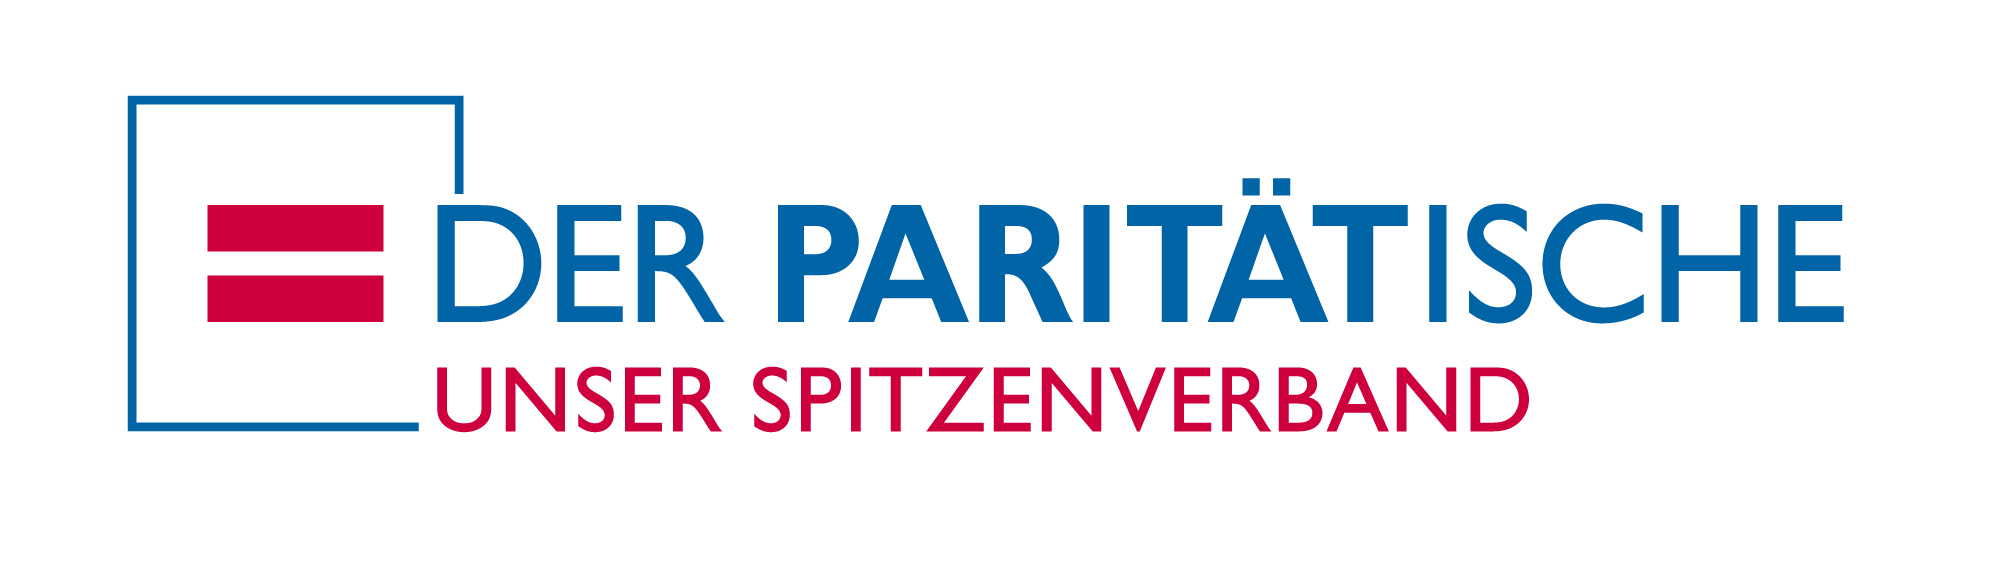 DER PARITÄTISCHE
UNSER SPITZENVERBAND